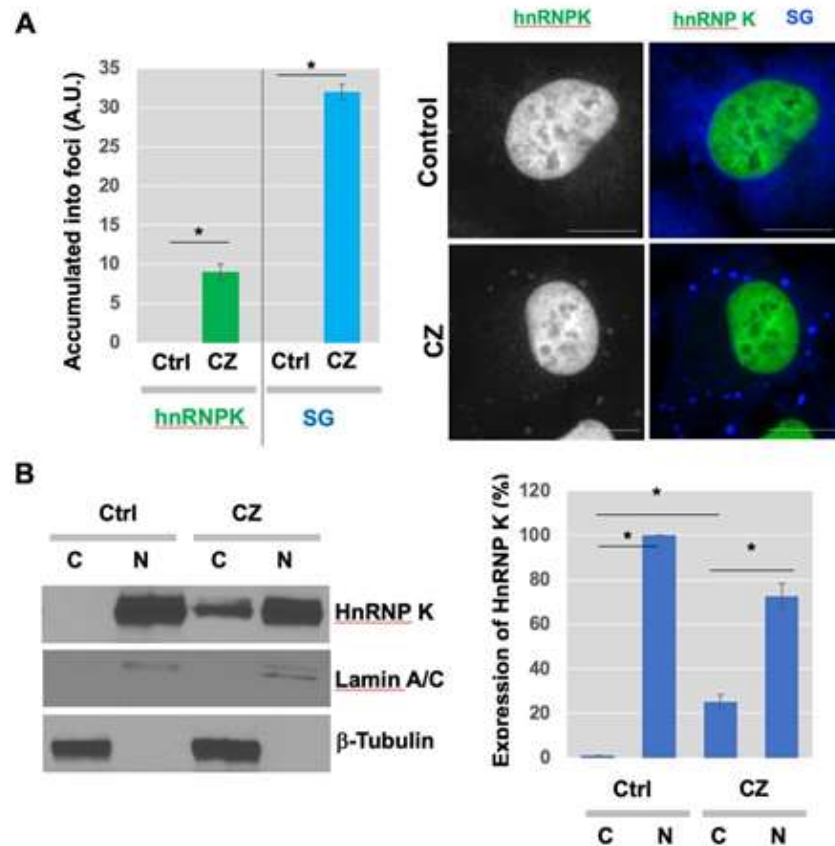 A
Accumulated into foci (A.U.)
35
30
25
20
15
10
5
0
*
*
Ctrl CZ Ctrl CZ
hnRNPK SG
hnRNPK hnRNP K SG
Control
CZ
B
Ctrl CZ
C N C N
HnRNP K
Lamin A/C
β-Tubulin
Exoression of HnRNP K (%)
120
100
80
60
40
20
0
*
*
*
Ctrl CZ
C N C N